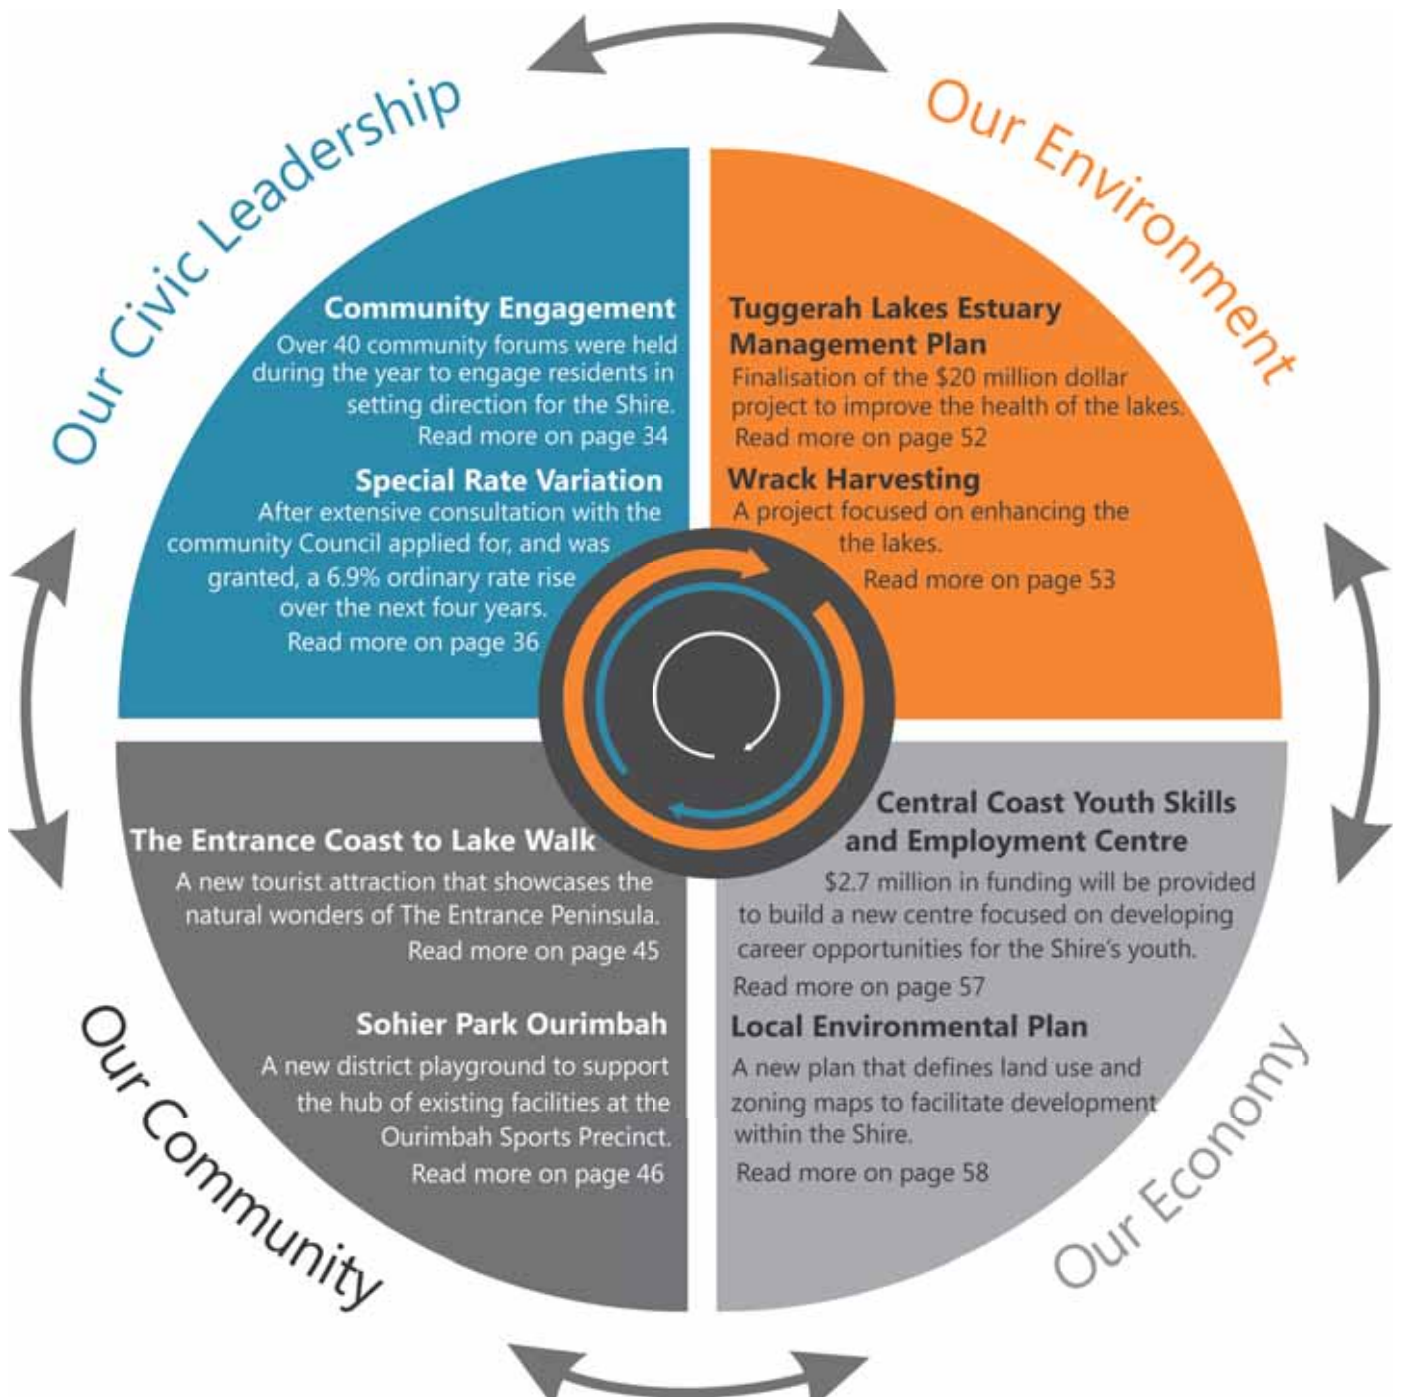 Our Civic Leadership
Community Engagement
Over 40 community forums were held
during the year to engage residents in
setting direction for the Shire.
Read more on page 34
Special Rate Variation
After extensive consultation with the
community Council applied for, and was
granted, a 6.9% ordinary rate rise
over the next four years.
Read more on page 36
Our Environment
Tuggerah Lakes Estuary
Management Plan
Finalisation of the $20 million dollar
project to improve the health of the lakes.
Read more on page 52
Wrack Harvesting
A project focused on enhancing the
the lakes.
Read more on page 53
Our Community
The Entrance Coast to Lake Walk
A new tourist attraction that showcases the
natural wonders of The Entrance Peninsula.
Read more on page 45
Sohier Park Ourimbah
A new district playground to support
the hub of existing facilities at the
Ourimbah Sports Precinct.
Read more on page 46
Our Economy
Central Coast Youth Skills
and Employment Centre
$2.7 million in funding will be provided
to build a new centre focused on developing
career opportunities for the Shire's youth.
Read more on page 57
Local Environmental Plan
A new plan that defines land use and
zoning maps to facilitate development
within the Shire.
Read more on page 58